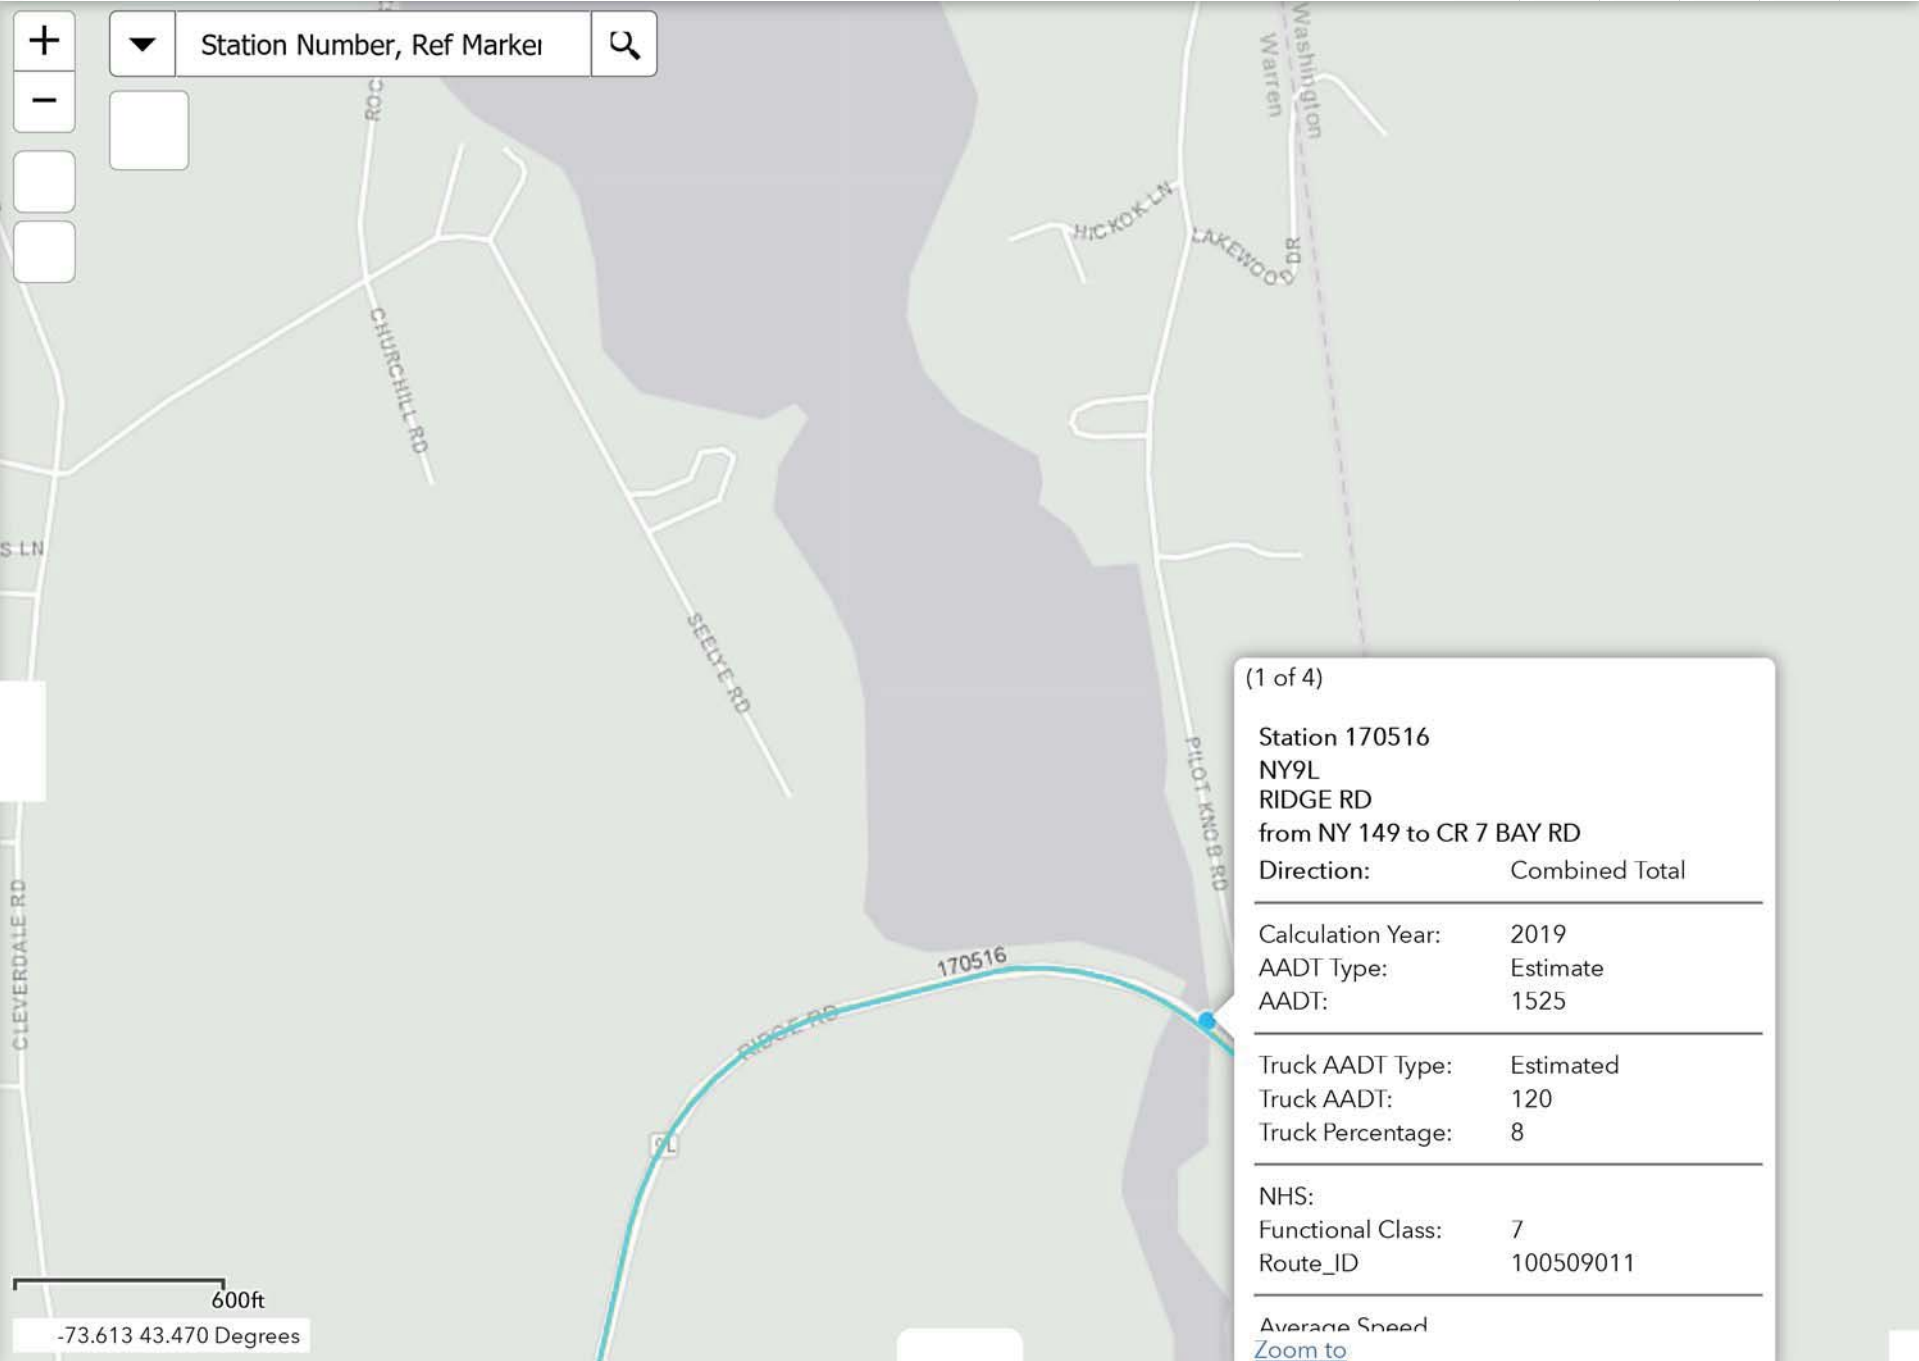 +
−
Station Number, Ref Marker
ROC
Washington
Warren
HICKOK LN
LAKEWOOD DR
CHURCHILL RD
S LN
SEELYE RD
PILOT KNOB RD
CLEVERDALE RD
170516
RIDGE RD
9L
(1 of 4)
Station 170516
NY9L
RIDGE RD
from NY 149 to CR 7 BAY RD
Direction: Combined Total
Calculation Year: 2019
AADT Type: Estimate
AADT: 1525
Truck AADT Type: Estimated
Truck AADT: 120
Truck Percentage: 8
NHS:
Functional Class: 7
Route_ID 100509011
Average Speed
Zoom to
600ft
-73.613 43.470 Degrees